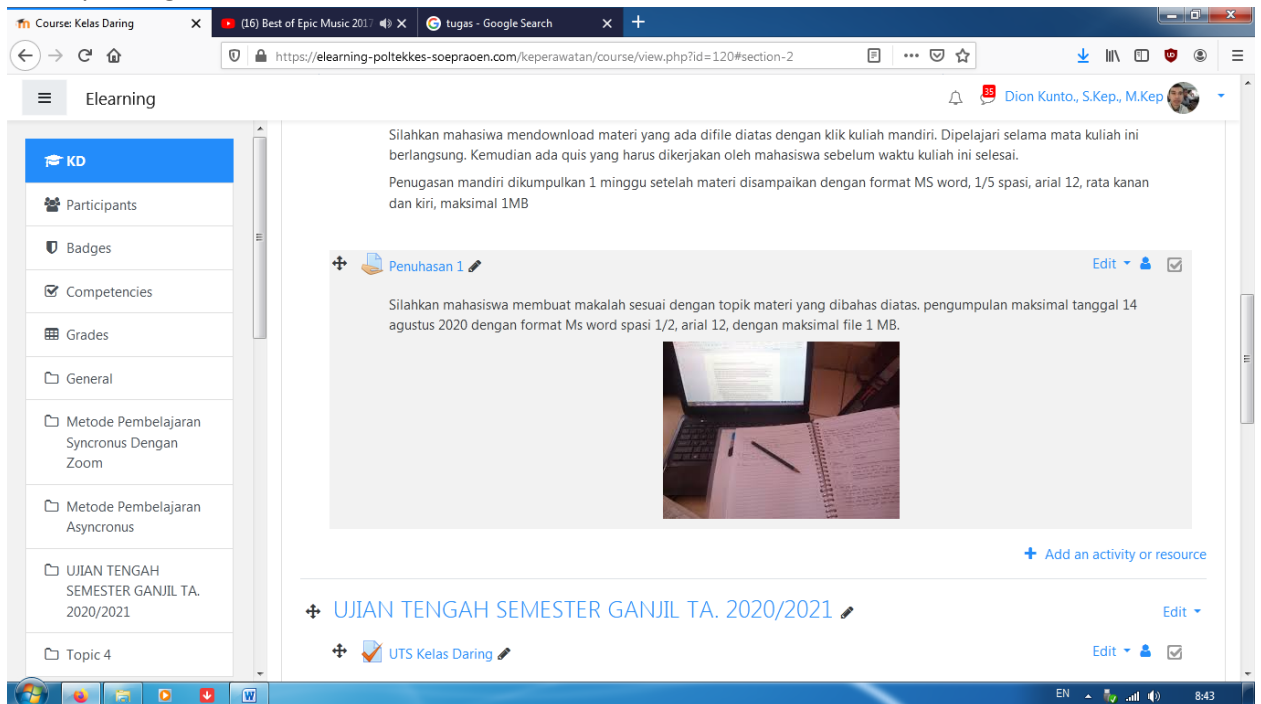 Course: Kelas Daring
(16) Best of Epic Music 2017
tugas - Google Search
https://elearning-poltekkes-soepraoen.com/keperawatan/course/view.php?id=120#section-2
Elearning
35
Dion Kunto., S.Kep., M.Kep
KD
Participants
Badges
Competencies
Grades
General
Metode Pembelajaran
Syncronus Dengan
Zoom
Metode Pembelajaran
Asyncronus
UJIAN TENGAH
SEMESTER GANJIL TA.
2020/2021
Topic 4
Silahkan mahasiwa mendownload materi yang ada difile diatas dengan klik kuliah mandiri. Dipelajari selama mata kuliah ini
berlangsung. Kemudian ada quis yang harus dikerjakan oleh mahasiswa sebelum waktu kuliah ini selesai.
Penugasan mandiri dikumpulkan 1 minggu setelah materi disampaikan dengan format MS word, 1/5 spasi, arial 12, rata kanan
dan kiri, maksimal 1MB
Penuhasan 1
Edit
Silahkan mahasiswa membuat makalah sesuai dengan topik materi yang dibahas diatas. pengumpulan maksimal tanggal 14
agustus 2020 dengan format Ms word spasi 1/2, arial 12, dengan maksimal file 1 MB.
Add an activity or resource
UJIAN TENGAH SEMESTER GANJIL TA. 2020/2021
Edit
UTS Kelas Daring
Edit
EN
8:43